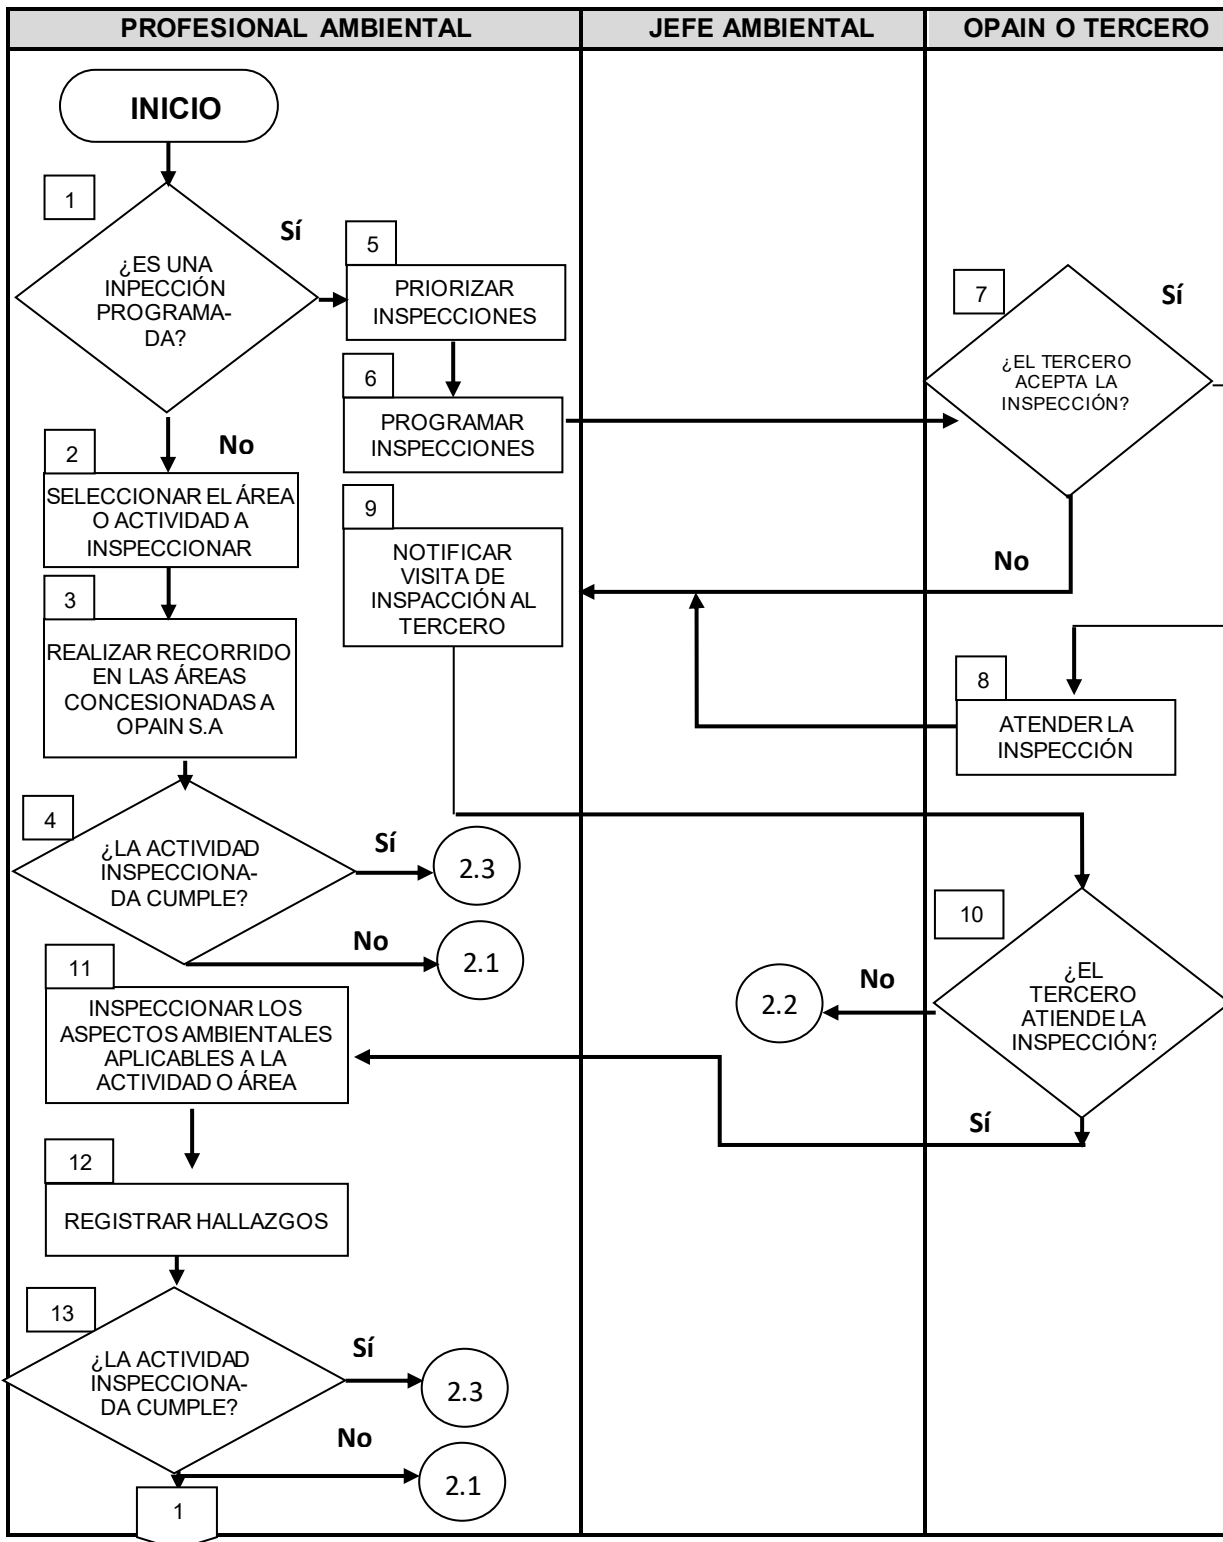 PROFESIONAL AMBIENTAL
JEFE AMBIENTAL
OPAIN O TERCERO
INICIO
1
¿ES UNA
INPECCIÓN
PROGRAMA-
DA?
Sí
No
5
PRIORIZAR
INSPECCIONES
6
PROGRAMAR
INSPECCIONES
7
¿EL TERCERO
ACEPTA LA
INSPECCIÓN?
Sí
No
2
SELECCIONAR EL ÁREA
O ACTIVIDAD A
INSPECCIONAR
9
NOTIFICAR
VISITA DE
INSPACCIÓN AL
TERCERO
3
REALIZAR RECORRIDO
EN LAS ÁREAS
CONCESIONADAS A
OPAIN S.A
8
ATENDER LA
INSPECCIÓN
4
¿LA ACTIVIDAD
INSPECCIONA-
DA CUMPLE?
Sí
2.3
No
2.1
10
¿EL
TERCERO
ATIENDE LA
INSPECCIÓN?
No
2.2
Sí
11
INSPECCIONAR LOS
ASPECTOS AMBIENTALES
APLICABLES A LA
ACTIVIDAD O ÁREA
12
REGISTRAR HALLAZGOS
13
¿LA ACTIVIDAD
INSPECCIONA-
DA CUMPLE?
Sí
2.3
No
2.1
1